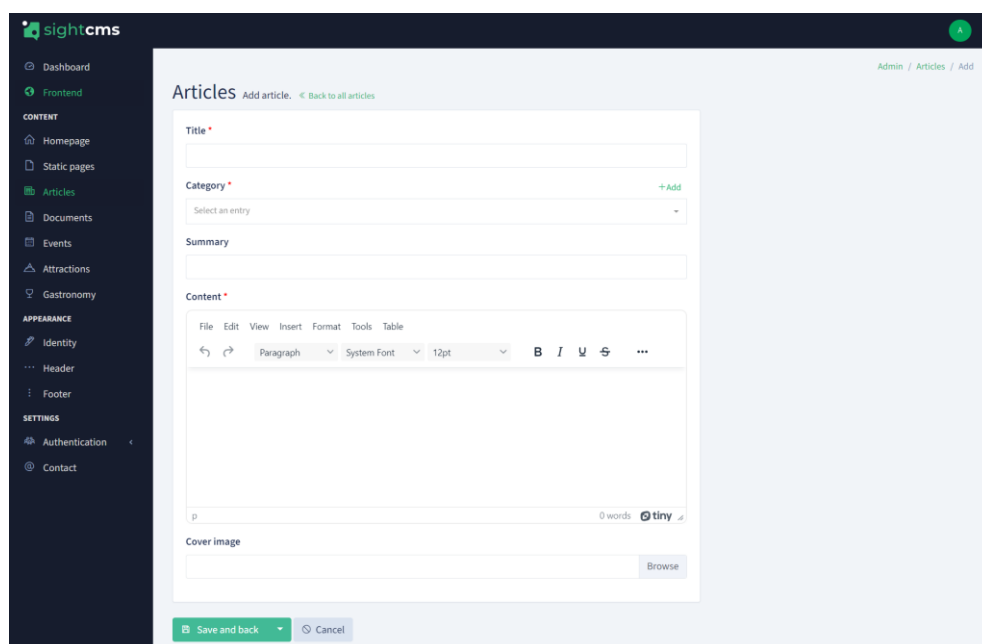 sightcms
A
Dashboard
Admin / Articles / Add
Frontend
Articles Add article. « Back to all articles
CONTENT
Homepage
Static pages
Articles
Documents
Events
Attractions
Gastronomy
APPEARANCE
Identity
Header
Footer
SETTINGS
Authentication
Contact
Title *
Category *
+Add
Select an entry
Summary
Content *
File Edit View Insert Format Tools Table
Paragraph System Font 12pt B I U S ...
p
0 words tiny
Cover image
Browse
Save and back
Cancel